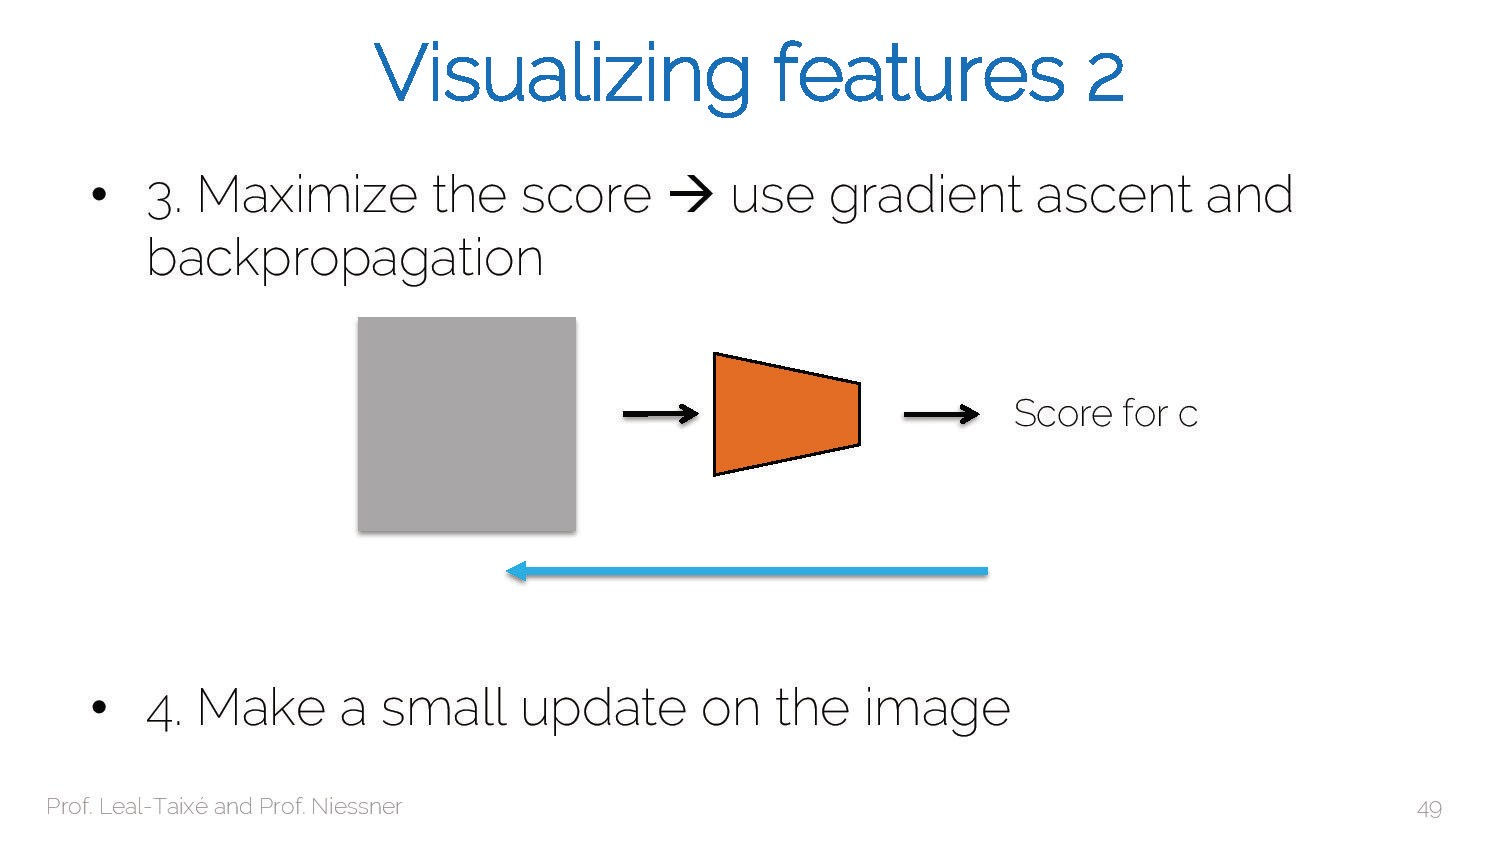 Visualizing features 2
• 3. Maximize the score → use gradient ascent and
backpropagation
Score for c
• 4. Make a small update on the image
Prof. Leal-Taixé and Prof. Niessner
49